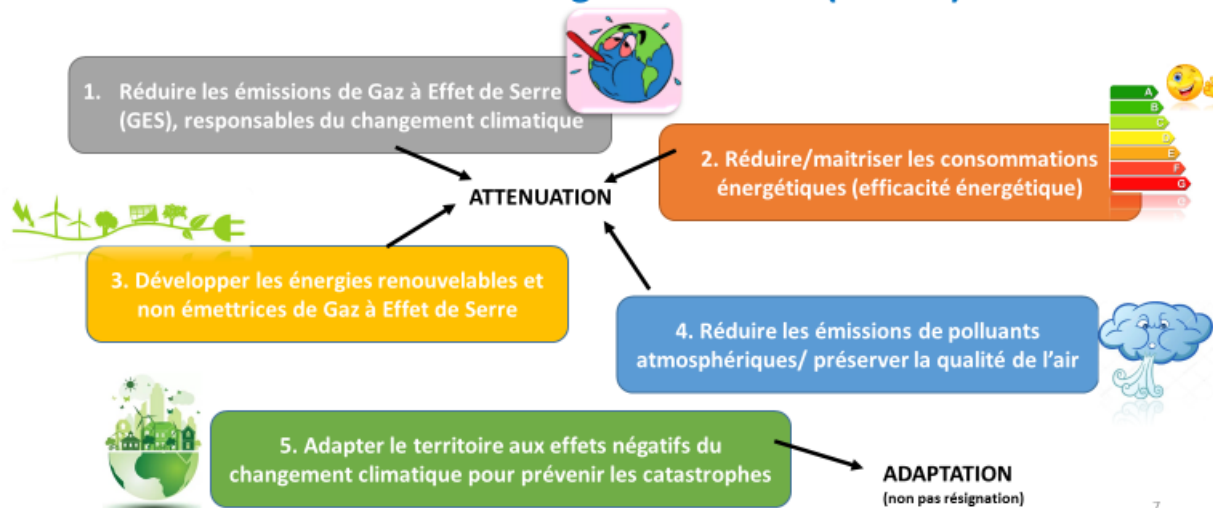 1. Réduire les émissions de Gaz à Effet de Serre
(GES), responsables du changement climatique
A
B
C
D
E
F
G
G
2. Réduire/maitriser les consommations
énergétiques (efficacité énergétique)
ATTENUATION
3. Développer les énergies renouvelables et
non émettrices de Gaz à Effet de Serre
4. Réduire les émissions de polluants
atmosphériques/ préserver la qualité de l'air
5. Adapter le territoire aux effets négatifs du
changement climatique pour prévenir les catastrophes
ADAPTATION
(non pas résignation)